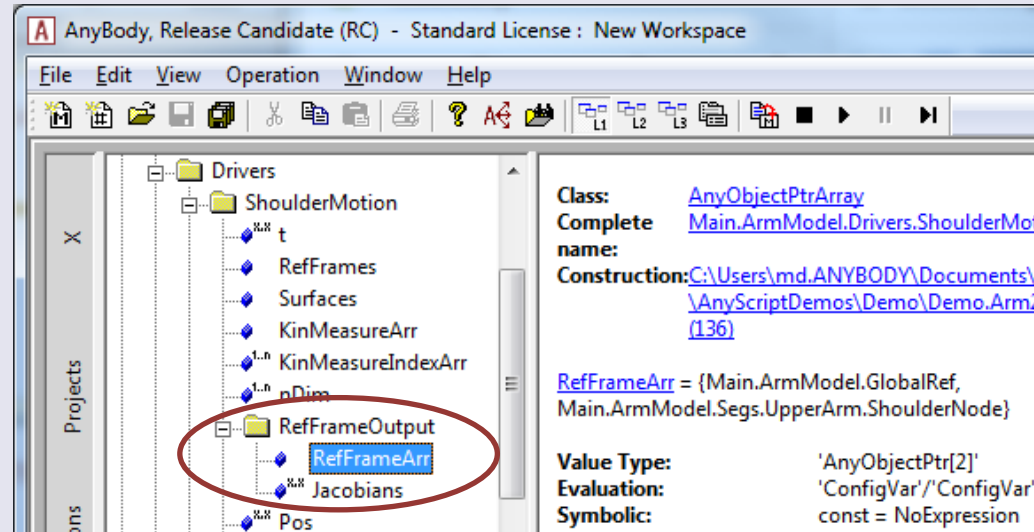 A AnyBody, Release Candidate (RC) - Standard License : New Workspace
File Edit View Operation Window Help
L1 L2 L3
Drivers
ShoulderMotion
x.x t
RefFrames
Surfaces
KinMeasureArr
1..n KinMeasureIndexArr
1..n nDim
RefFrameOutput
RefFrameArr
x.x Jacobians
x.x Pos
Projects
Class: AnyObjectPtrArray
Complete Main.ArmModel.Drivers.ShoulderMot
name:
Construction:C:\Users\md.ANYBODY\Documents\
\AnyScriptDemos\Demo\Demo.Arm2
(136)
RefFrameArr = {Main.ArmModel.GlobalRef,
Main.ArmModel.Segs.UpperArm.ShoulderNode}
Value Type: 'AnyObjectPtr[2]'
Evaluation: 'ConfigVar'/'ConfigVar'
Symbolic: const = NoExpression